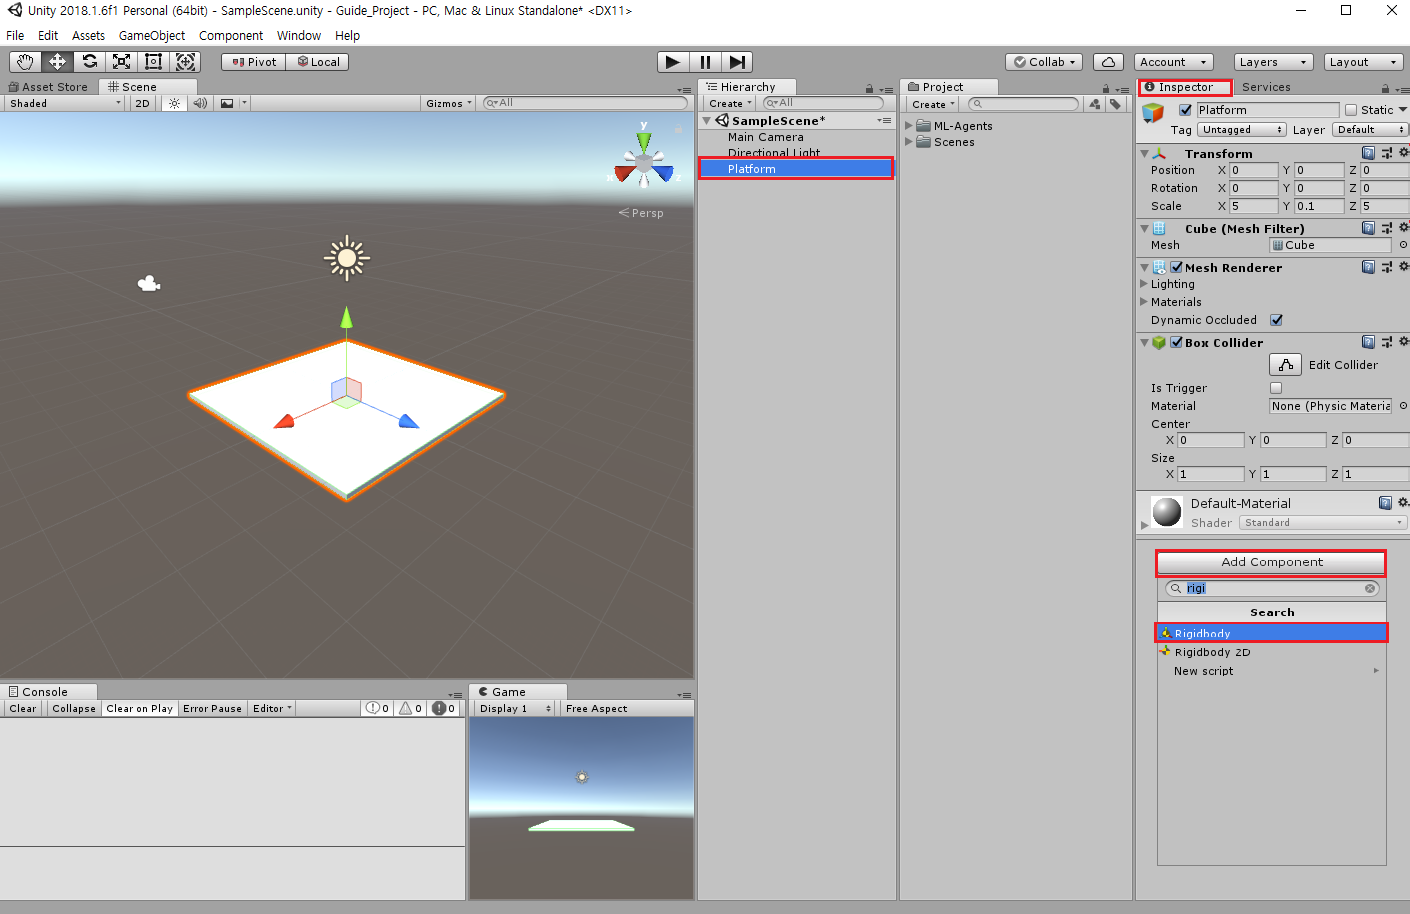 Unity 2018.1.6f1 Personal (64bit) - SampleScene.unity - Guide_Project - PC, Mac & Linux Standalone* <DX11>
File Edit Assets GameObject Component Window Help
Pivot Local Collab Account Layers Layout
Asset Store Scene
Shaded 2D Gizmos All
y
x z
Persp
Hierarchy
Create All
SampleScene*
Main Camera
Directional Light
Platform
Project
Create
ML-Agents
Scenes
Inspector Services
Platform Static
Tag Untagged Layer Default
Transform
Position X 0 Y 0 Z 0
Rotation X 0 Y 0 Z 0
Scale X 5 Y 0.1 Z 5
Cube (Mesh Filter)
Mesh Cube
Mesh Renderer
Lighting
Materials
Dynamic Occluded
Box Collider
Edit Collider
Is Trigger
Material None (Physic Materia
Center
X 0 Y 0 Z 0
Size
X 1 Y 1 Z 1
Default-Material
Shader Standard
Add Component
rigi
Search
Rigidbody
Rigidbody 2D
New script
Console
Clear Collapse Clear on Play Error Pause Editor 0 0 0
Game
Display 1 Free Aspect